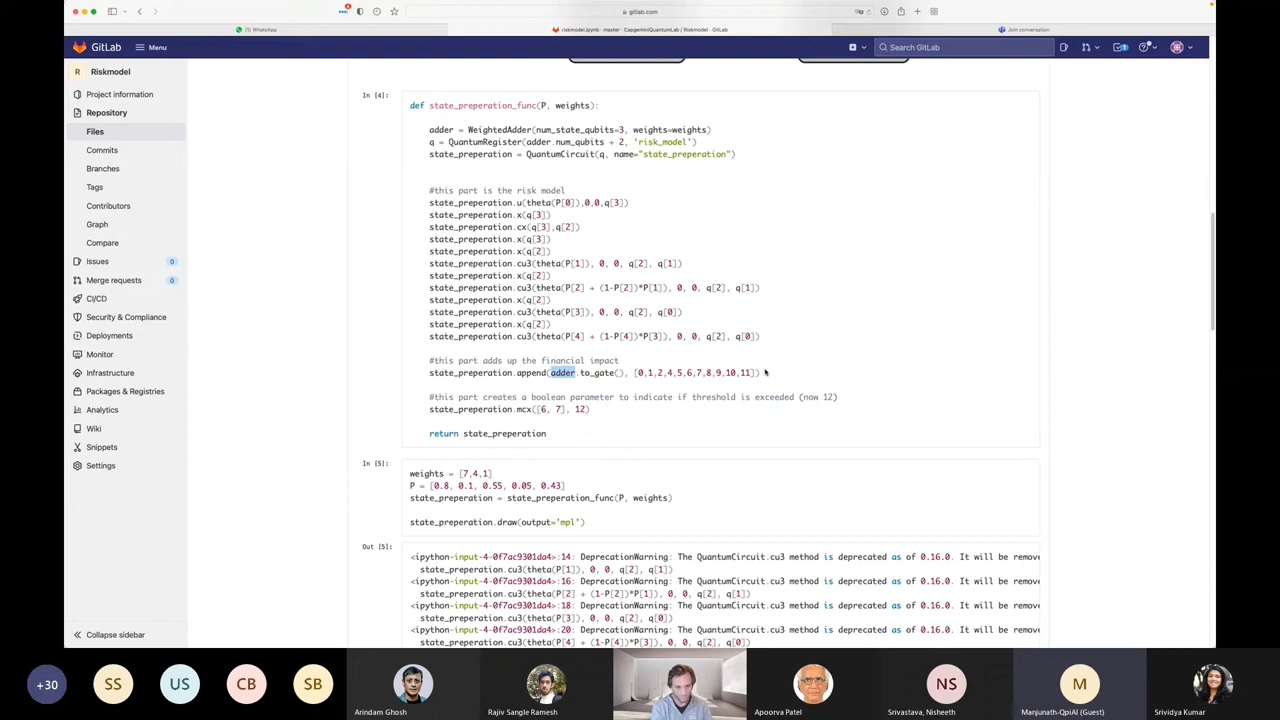 gitlab.com
WhatsApp
riskmodel.ipynb · master · CapgeminiQuantumLab / Riskmodel · GitLab
Join conversation
GitLab
Menu
Search GitLab
1
R
Riskmodel
Project information
Repository
Files
Commits
Branches
Tags
Contributors
Graph
Compare
Issues
0
Merge requests
0
CI/CD
Security & Compliance
Deployments
Monitor
Infrastructure
Packages & Registries
Analytics
Wiki
Snippets
Settings
Collapse sidebar
In [4]:
def state_preperation_func(P, weights):
adder = WeightedAdder(num_state_qubits=3, weights=weights)
q = QuantumRegister(adder.num_qubits + 2, 'risk_model')
state_preperation = QuantumCircuit(q, name="state_preperation")
#this part is the risk model
state_preperation.u(theta(P[0]),0,0,q[3])
state_preperation.x(q[3])
state_preperation.cx(q[3],q[2])
state_preperation.x(q[3])
state_preperation.x(q[2])
state_preperation.cu3(theta(P[1]), 0, 0, q[2], q[1])
state_preperation.x(q[2])
state_preperation.cu3(theta(P[2] + (1-P[2])*P[1]), 0, 0, q[2], q[1])
state_preperation.x(q[2])
state_preperation.cu3(theta(P[3]), 0, 0, q[2], q[0])
state_preperation.x(q[2])
state_preperation.cu3(theta(P[4] + (1-P[4])*P[3]), 0, 0, q[2], q[0])
#this part adds up the financial impact
state_preperation.append(adder.to_gate(), [0,1,2,4,5,6,7,8,9,10,11])
#this part creates a boolean parameter to indicate if threshold is exceeded (now 12)
state_preperation.mcx([6, 7], 12)
return state_preperation
In [5]:
weights = [7,4,1]
P = [0.8, 0.1, 0.55, 0.05, 0.43]
state_preperation = state_preperation_func(P, weights)
state_preperation.draw(output='mpl')
Out [5]:
<ipython-input-4-0f7ac9301da4>:14: DeprecationWarning: The QuantumCircuit.cu3 method is deprecated as of 0.16.0. It will be remove
state_preperation.cu3(theta(P[1]), 0, 0, q[2], q[1])
<ipython-input-4-0f7ac9301da4>:16: DeprecationWarning: The QuantumCircuit.cu3 method is deprecated as of 0.16.0. It will be remove
state_preperation.cu3(theta(P[2] + (1-P[2])*P[1]), 0, 0, q[2], q[1])
<ipython-input-4-0f7ac9301da4>:18: DeprecationWarning: The QuantumCircuit.cu3 method is deprecated as of 0.16.0. It will be remove
state_preperation.cu3(theta(P[3]), 0, 0, q[2], q[0])
<ipython-input-4-0f7ac9301da4>:20: DeprecationWarning: The QuantumCircuit.cu3 method is deprecated as of 0.16.0. It will be remove
state_preperation.cu3(theta(P[4] + (1-P[4])*P[3]), 0, 0, q[2], q[0])
+30
SS
US
CB
SB
NS
M
Arindam Ghosh
Rajiv Sangle Ramesh
Apoorva Patel
Srivastava, Nisheeth
Manjunath-QpiAI (Guest)
Srividya Kumar